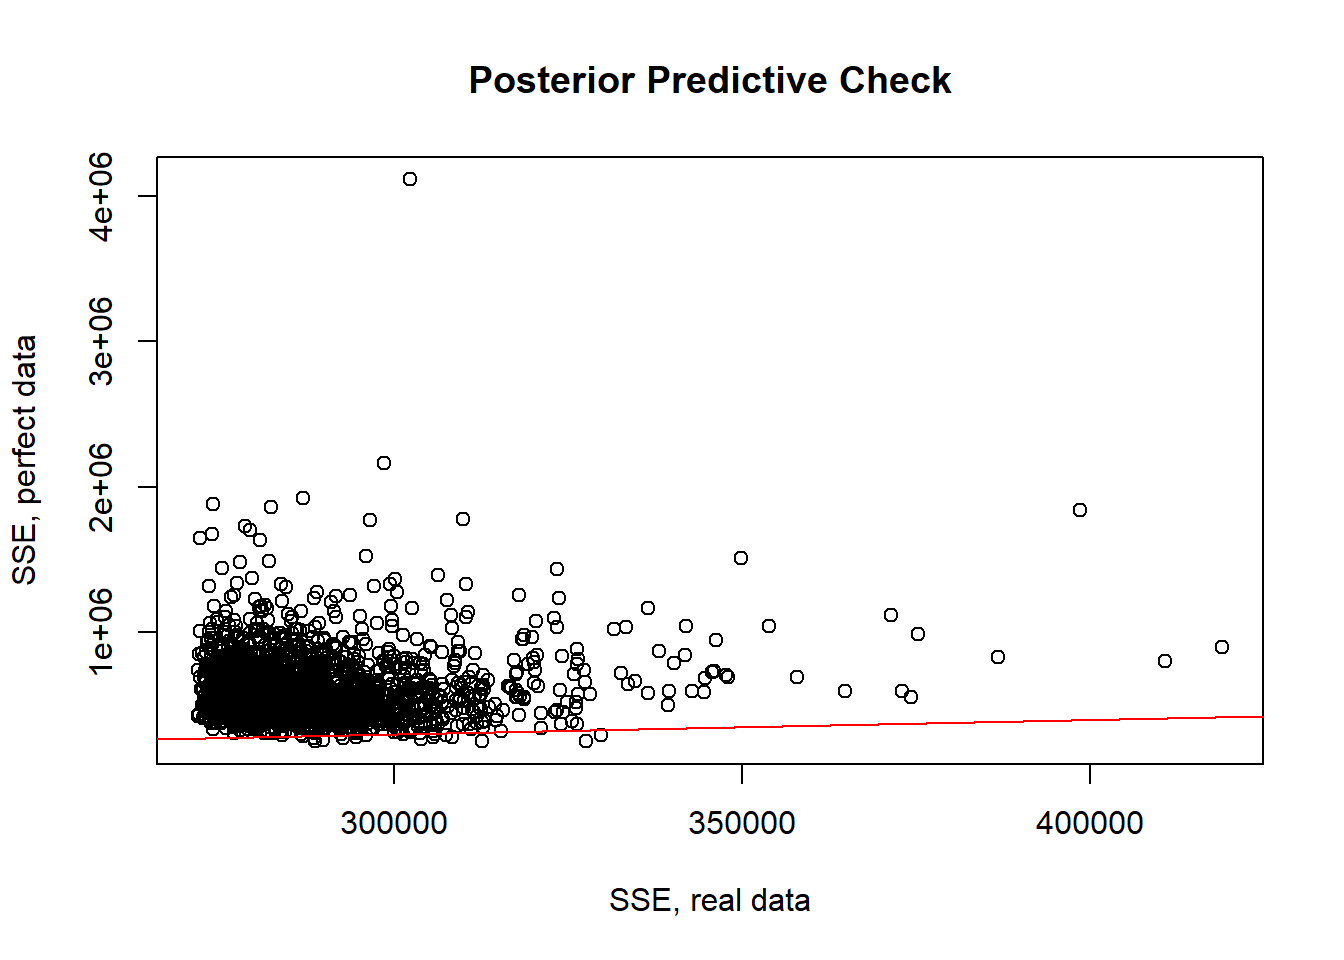 Posterior Predictive Check
SSE, perfect data
4e+06
3e+06
2e+06
1e+06
300000
350000
400000
SSE, real data